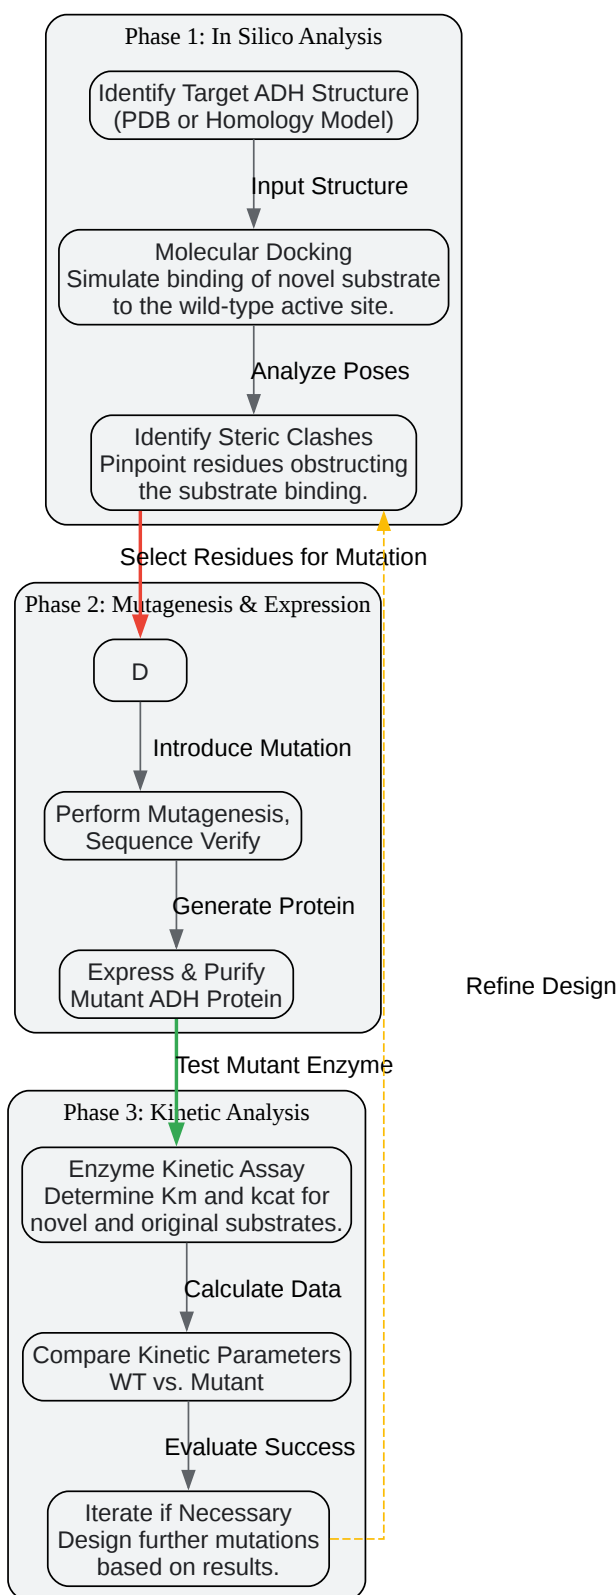 Phase 1: In Silico Analysis
Identify Target ADH Structure
(PDB or Homology Model)
Input Structure
Molecular Docking
Simulate binding of novel substrate
to the wild-type active site.
Analyze Poses
Identify Steric Clashes
Pinpoint residues obstructing
the substrate binding.
Select Residues for Mutation
Phase 2: Mutagenesis & Expression
D
Introduce Mutation
Perform Mutagenesis,
Sequence Verify
Generate Protein
Express & Purify
Mutant ADH Protein
Refine Design
Test Mutant Enzyme
Phase 3: Kinetic Analysis
Enzyme Kinetic Assay
Determine Km and kcat for
novel and original substrates.
Calculate Data
Compare Kinetic Parameters
WT vs. Mutant
Evaluate Success
Iterate if Necessary
Design further mutations
based on results.